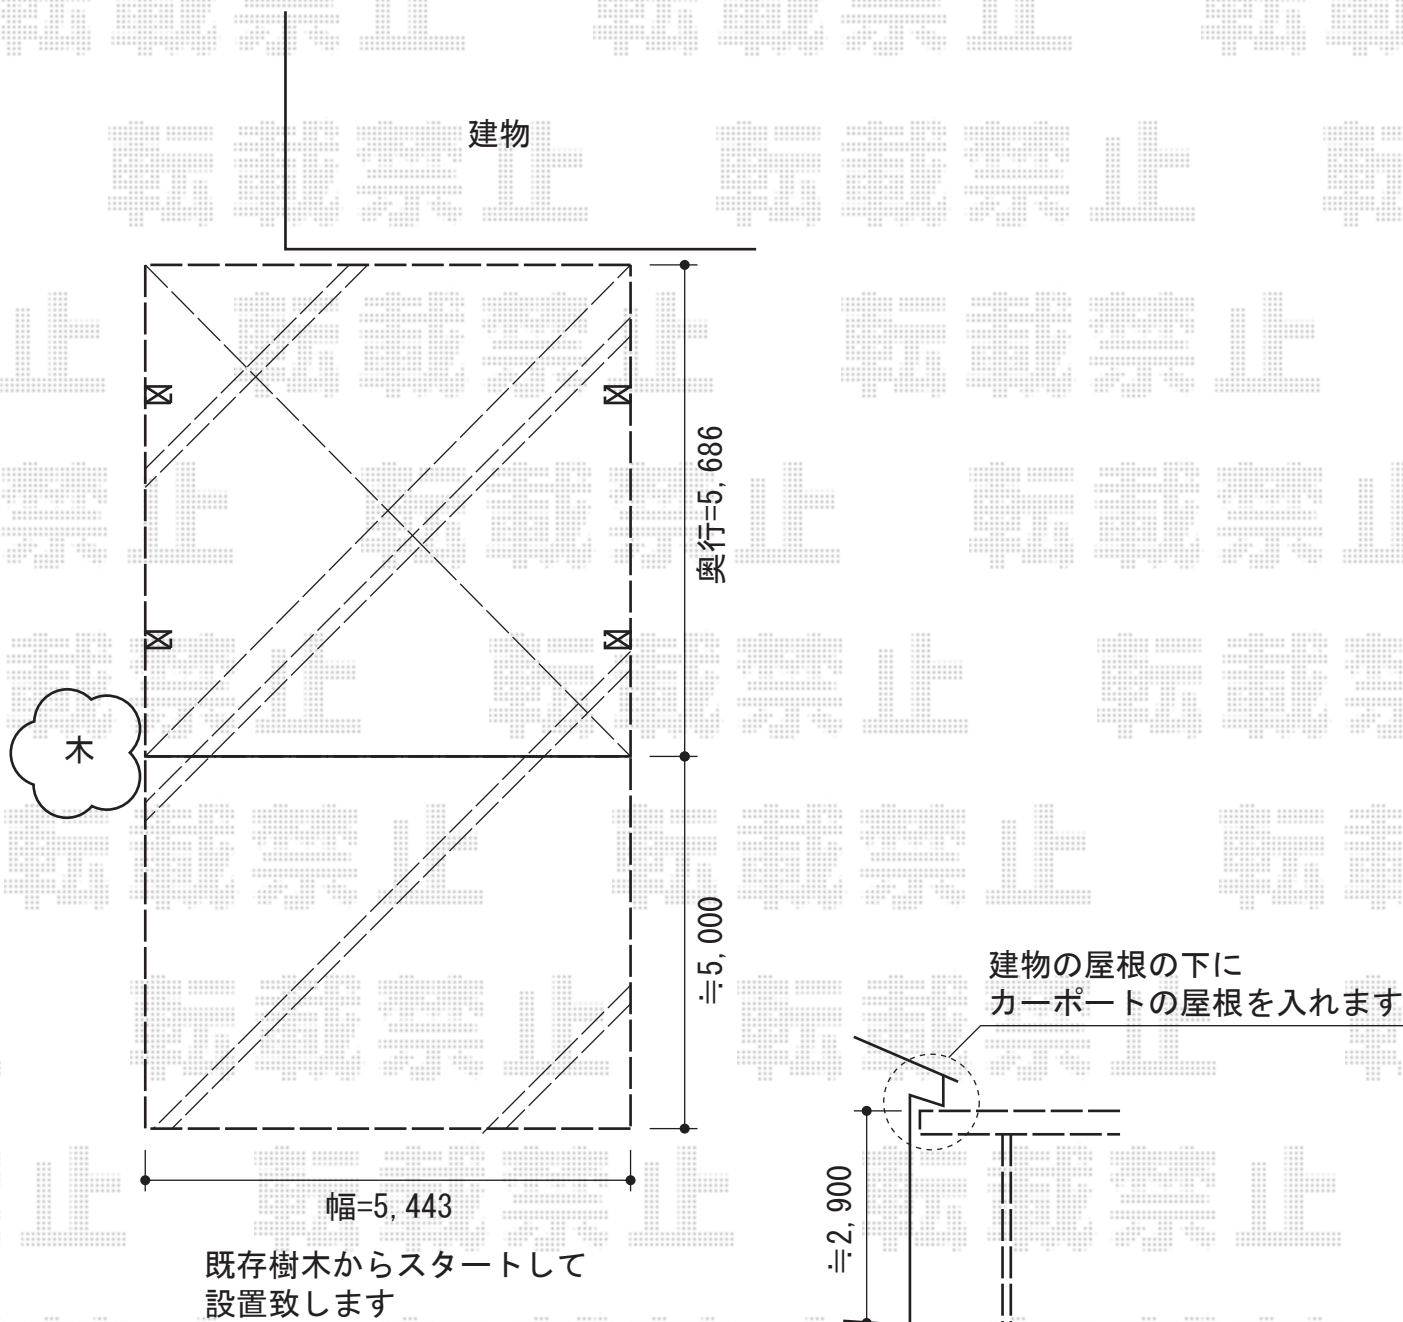 建物
奥行=5,686
木
≒5,000
建物の屋根の下に
カーポートの屋根を入れます
幅=5,443
≒2,900
既存樹木からスタートして
設置致します
転載禁止